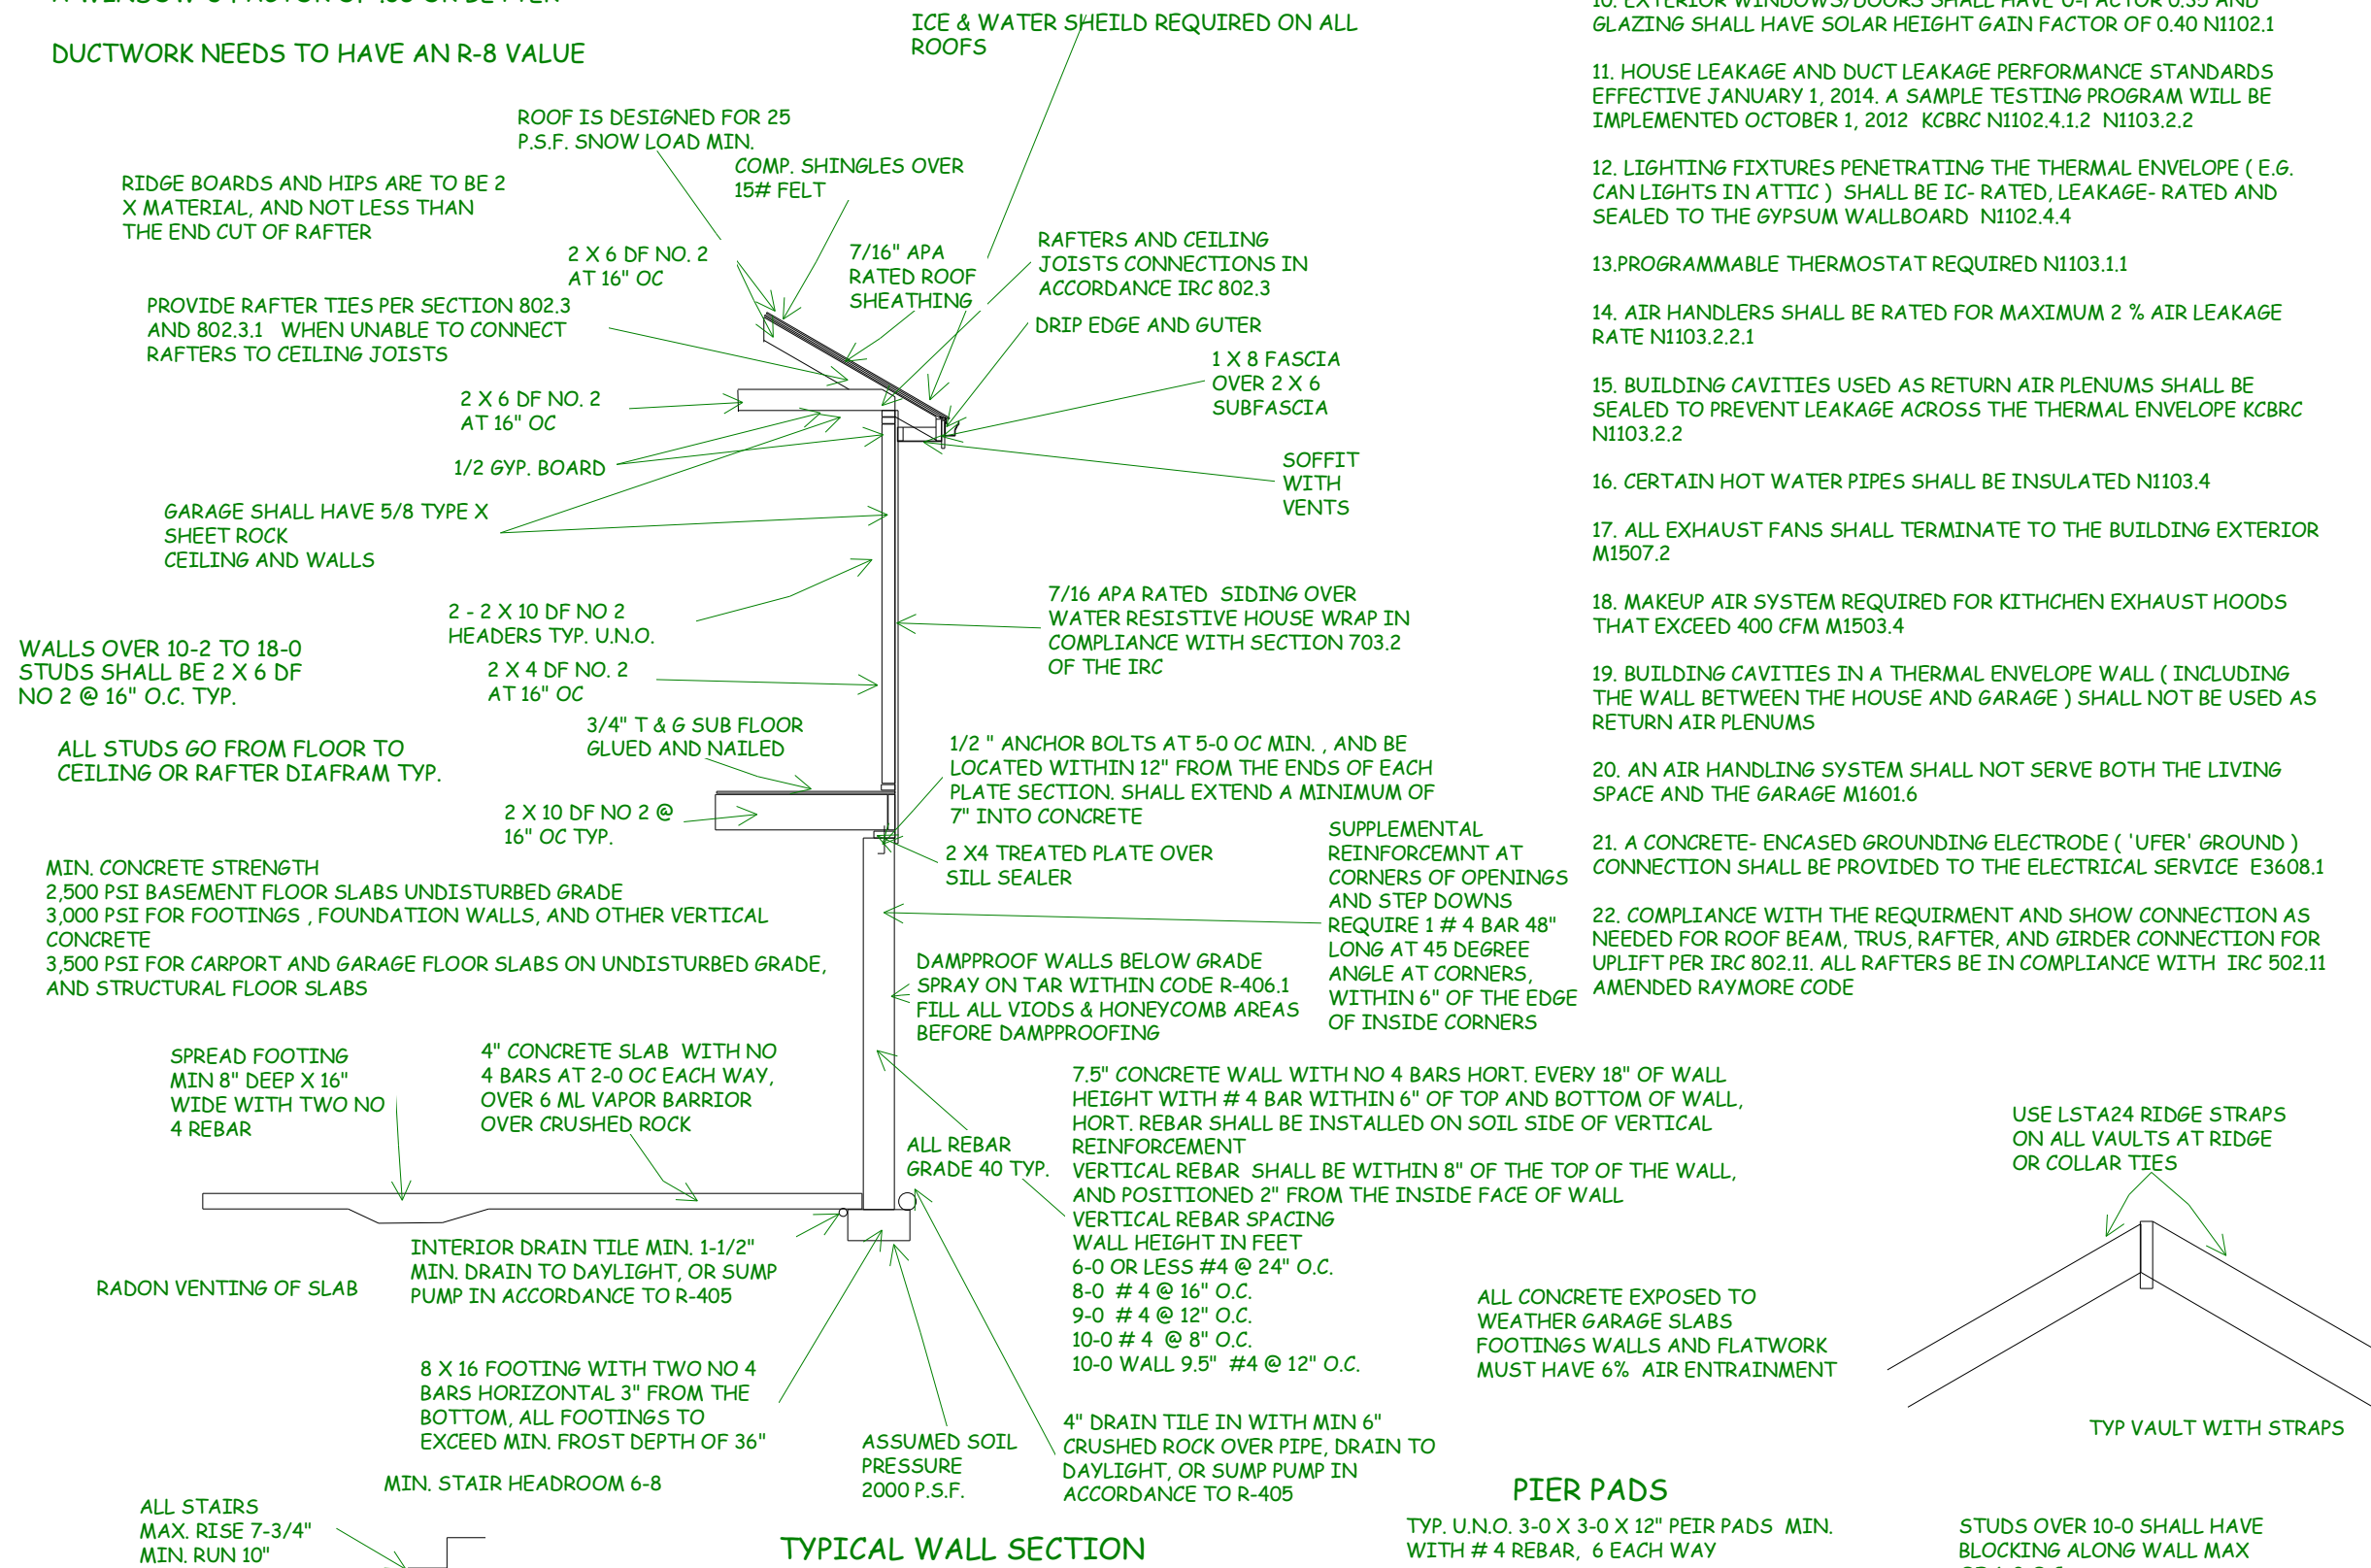 DUCTWORK NEEDS TO HAVE AN R-8 VALUE
ICE & WATER SHEILD REQUIRED ON ALL
ROOFS
ROOF IS DESIGNED FOR 25
P.S.F. SNOW LOAD MIN.
COMP. SHINGLES OVER
15# FELT
RIDGE BOARDS AND HIPS ARE TO BE 2
X MATERIAL, AND NOT LESS THAN
THE END CUT OF RAFTER
2 X 6 DF NO. 2
AT 16" OC
7/16" APA
RATED ROOF
SHEATHING
RAFTERS AND CEILING
JOISTS CONNECTIONS IN
ACCORDANCE IRC 802.3
PROVIDE RAFTER TIES PER SECTION 802.3
AND 802.3.1 WHEN UNABLE TO CONNECT
RAFTERS TO CEILING JOISTS
DRIP EDGE AND GUTER
1 X 8 FASCIA
OVER 2 X 6
SUBFASCIA
2 X 6 DF NO. 2
AT 16" OC
1/2 GYP. BOARD
SOFFIT
WITH
VENTS
GARAGE SHALL HAVE 5/8 TYPE X
SHEET ROCK
CEILING AND WALLS
2 - 2 X 10 DF NO 2
HEADERS TYP. U.N.O.
7/16 APA RATED SIDING OVER
WATER RESISTIVE HOUSE WRAP IN
COMPLIANCE WITH SECTION 703.2
OF THE IRC
WALLS OVER 10-2 TO 18-0
STUDS SHALL BE 2 X 6 DF
NO 2 @ 16" O.C. TYP.
2 X 4 DF NO. 2
AT 16" OC
3/4" T & G SUB FLOOR
GLUED AND NAILED
ALL STUDS GO FROM FLOOR TO
CEILING OR RAFTER DIAFRAM TYP.
1/2 " ANCHOR BOLTS AT 5-0 OC MIN. , AND BE
LOCATED WITHIN 12" FROM THE ENDS OF EACH
PLATE SECTION. SHALL EXTEND A MINIMUM OF
7" INTO CONCRETE
2 X 10 DF NO 2 @
16" OC TYP.
2 X4 TREATED PLATE OVER
SILL SEALER
SUPPLEMENTAL
REINFORCEMNT AT
CORNERS OF OPENINGS
AND STEP DOWNS
REQUIRE 1 # 4 BAR 48"
LONG AT 45 DEGREE
ANGLE AT CORNERS,
WITHIN 6" OF THE EDGE
OF INSIDE CORNERS
MIN. CONCRETE STRENGTH
2,500 PSI BASEMENT FLOOR SLABS UNDISTURBED GRADE
3,000 PSI FOR FOOTINGS , FOUNDATION WALLS, AND OTHER VERTICAL
CONCRETE
3,500 PSI FOR CARPORT AND GARAGE FLOOR SLABS ON UNDISTURBED GRADE,
AND STRUCTURAL FLOOR SLABS
DAMPPROOF WALLS BELOW GRADE
SPRAY ON TAR WITHIN CODE R-406.1
FILL ALL VIODS & HONEYCOMB AREAS
BEFORE DAMPPROOFING
SPREAD FOOTING
MIN 8" DEEP X 16"
WIDE WITH TWO NO
4 REBAR
4" CONCRETE SLAB WITH NO
4 BARS AT 2-0 OC EACH WAY,
OVER 6 ML VAPOR BARRIOR
OVER CRUSHED ROCK
ALL REBAR
GRADE 40 TYP.
7.5" CONCRETE WALL WITH NO 4 BARS HORT. EVERY 18" OF WALL
HEIGHT WITH # 4 BAR WITHIN 6" OF TOP AND BOTTOM OF WALL,
HORT. REBAR SHALL BE INSTALLED ON SOIL SIDE OF VERTICAL
REINFORCEMENT
VERTICAL REBAR SHALL BE WITHIN 8" OF THE TOP OF THE WALL,
AND POSITIONED 2" FROM THE INSIDE FACE OF WALL
VERTICAL REBAR SPACING
WALL HEIGHT IN FEET
6-0 OR LESS #4 @ 24" O.C.
8-0 # 4 @ 16" O.C.
9-0 # 4 @ 12" O.C.
10-0 # 4 @ 8" O.C.
10-0 WALL 9.5" #4 @ 12" O.C.
RADON VENTING OF SLAB
INTERIOR DRAIN TILE MIN. 1-1/2"
MIN. DRAIN TO DAYLIGHT, OR SUMP
PUMP IN ACCORDANCE TO R-405
8 X 16 FOOTING WITH TWO NO 4
BARS HORIZONTAL 3" FROM THE
BOTTOM, ALL FOOTINGS TO
EXCEED MIN. FROST DEPTH OF 36"
ASSUMED SOIL
PRESSURE
2000 P.S.F.
4" DRAIN TILE IN WITH MIN 6"
CRUSHED ROCK OVER PIPE, DRAIN TO
DAYLIGHT, OR SUMP PUMP IN
ACCORDANCE TO R-405
MIN. STAIR HEADROOM 6-8
ALL STAIRS
MAX. RISE 7-3/4"
MIN. RUN 10"
TYPICAL WALL SECTION
10. EXTERIOR WINDOWS/DOORS SHALL HAVE U-FACTOR 0.35 AND
GLAZING SHALL HAVE SOLAR HEIGHT GAIN FACTOR OF 0.40 N1102.1
11. HOUSE LEAKAGE AND DUCT LEAKAGE PERFORMANCE STANDARDS
EFFECTIVE JANUARY 1, 2014. A SAMPLE TESTING PROGRAM WILL BE
IMPLEMENTED OCTOBER 1, 2012 KCBRC N1102.4.1.2 N1103.2.2
12. LIGHTING FIXTURES PENETRATING THE THERMAL ENVELOPE ( E.G.
CAN LIGHTS IN ATTIC ) SHALL BE IC- RATED, LEAKAGE- RATED AND
SEALED TO THE GYPSUM WALLBOARD N1102.4.4
13.PROGRAMMABLE THERMOSTAT REQUIRED N1103.1.1
14. AIR HANDLERS SHALL BE RATED FOR MAXIMUM 2 % AIR LEAKAGE
RATE N1103.2.2.1
15. BUILDING CAVITIES USED AS RETURN AIR PLENUMS SHALL BE
SEALED TO PREVENT LEAKAGE ACROSS THE THERMAL ENVELOPE KCBRC
N1103.2.2
16. CERTAIN HOT WATER PIPES SHALL BE INSULATED N1103.4
17. ALL EXHAUST FANS SHALL TERMINATE TO THE BUILDING EXTERIOR
M1507.2
18. MAKEUP AIR SYSTEM REQUIRED FOR KITHCHEN EXHAUST HOODS
THAT EXCEED 400 CFM M1503.4
19. BUILDING CAVITIES IN A THERMAL ENVELOPE WALL ( INCLUDING
THE WALL BETWEEN THE HOUSE AND GARAGE ) SHALL NOT BE USED AS
RETURN AIR PLENUMS
20. AN AIR HANDLING SYSTEM SHALL NOT SERVE BOTH THE LIVING
SPACE AND THE GARAGE M1601.6
21. A CONCRETE- ENCASED GROUNDING ELECTRODE ( 'UFER' GROUND )
CONNECTION SHALL BE PROVIDED TO THE ELECTRICAL SERVICE E3608.1
22. COMPLIANCE WITH THE REQUIRMENT AND SHOW CONNECTION AS
NEEDED FOR ROOF BEAM, TRUS, RAFTER, AND GIRDER CONNECTION FOR
UPLIFT PER IRC 802.11. ALL RAFTERS BE IN COMPLIANCE WITH IRC 502.11
AMENDED RAYMORE CODE
USE LSTA24 RIDGE STRAPS
ON ALL VAULTS AT RIDGE
OR COLLAR TIES
ALL CONCRETE EXPOSED TO
WEATHER GARAGE SLABS
FOOTINGS WALLS AND FLATWORK
MUST HAVE 6% AIR ENTRAINMENT
TYP VAULT WITH STRAPS
PIER PADS
TYP. U.N.O. 3-0 X 3-0 X 12" PEIR PADS MIN.
WITH # 4 REBAR, 6 EACH WAY
STUDS OVER 10-0 SHALL HAVE
BLOCKING ALONG WALL MAX